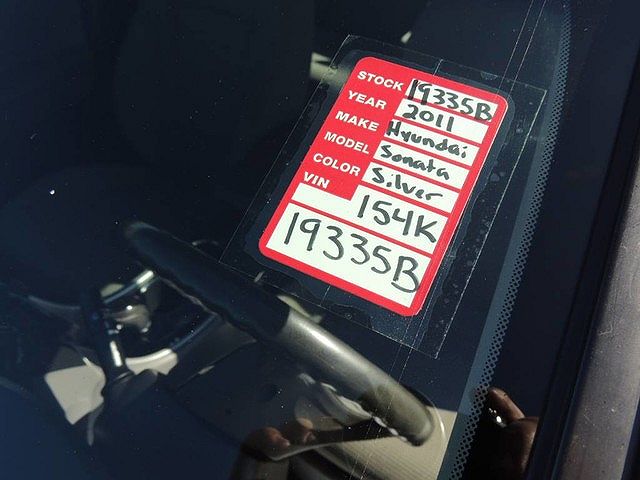 STOCK 19335B
YEAR 2011
MAKE Hyundai
MODEL Sonata
COLOR Silver
VIN 154K
19335B